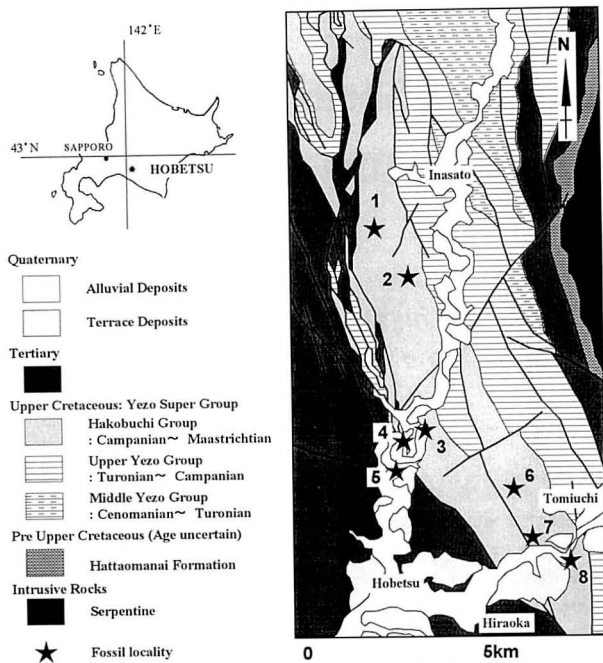 142°E
43°N
SAPPORO
HOBETSU
Quaternary
Alluvial Deposits
Terrace Deposits
Tertiary
Upper Cretaceous: Yezo Super Group
Hakobuchi Group
: Campanian~ Maastrichtian
Upper Yezo Group
: Turonian~ Campanian
Middle Yezo Group
: Cenomanian~ Turonian
Pre Upper Cretaceous (Age uncertain)
Hattaomanai Formation
Intrusive Rocks
Serpentine
Fossil locality
N
Inasato
1
2
3
4
5
6
Tomiuchi
7
8
Hobetsu
Hiraoka
0 5km